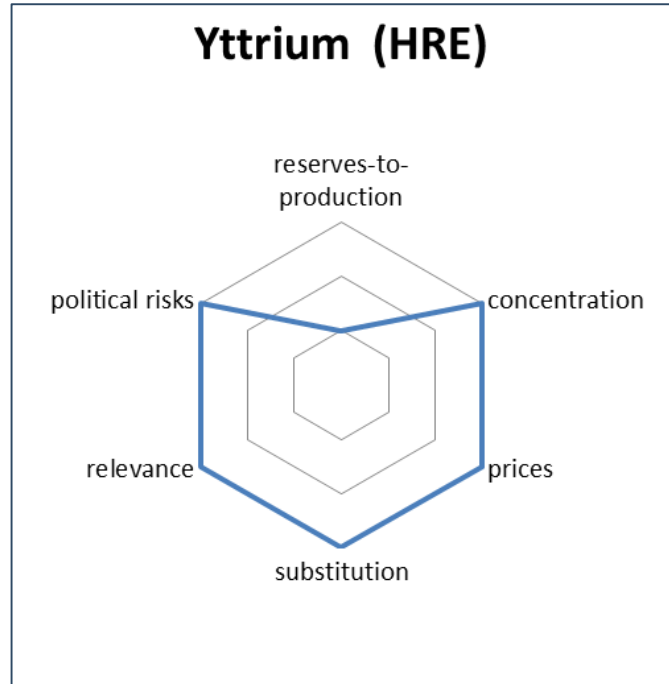 Yttrium (HRE)
reserves-to-
production
political risks
concentration
relevance
prices
substitution